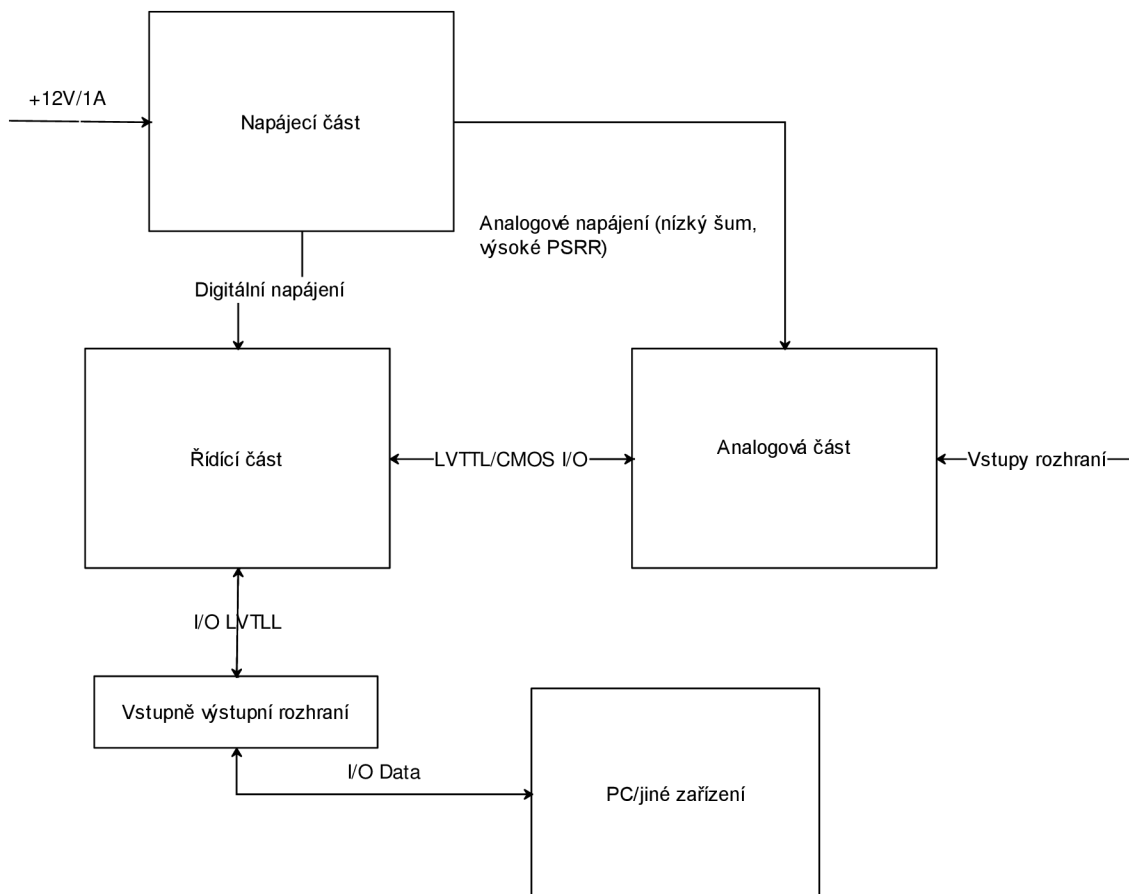 +12V/1A
Napájecí část
Analogové napájení (nízký šum,
výsoké PSRR)
Digitální napájení
Řídící část
LVTTL/CMOS I/O
Analogová část
Vstupy rozhraní
I/O LVTLL
Vstupně výstupní rozhraní
I/O Data
PC/jiné zařízení